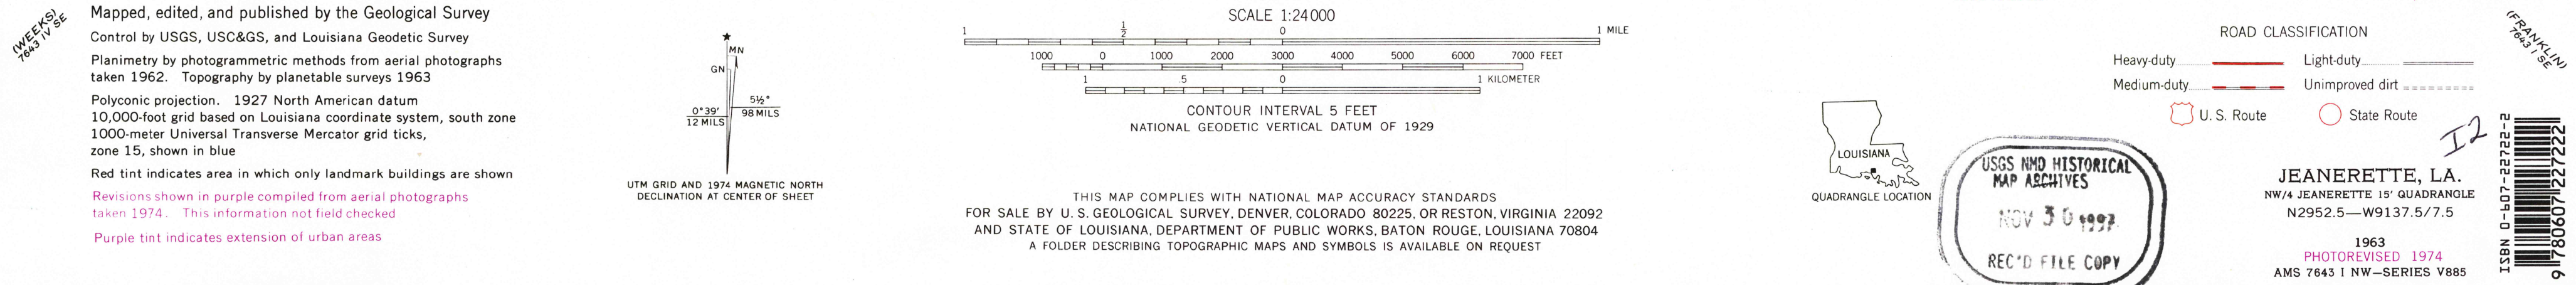 (WEEKS)
7643 IV SE
Mapped, edited, and published by the Geological Survey
Control by USGS, USC&GS, and Louisiana Geodetic Survey
Planimetry by photogrammetric methods from aerial photographs
taken 1962. Topography by planetable surveys 1963
Polyconic projection. 1927 North American datum
10,000-foot grid based on Louisiana coordinate system, south zone
1000-meter Universal Transverse Mercator grid ticks,
zone 15, shown in blue
Red tint indicates area in which only landmark buildings are shown
Revisions shown in purple compiled from aerial photographs
taken 1974. This information not field checked
Purple tint indicates extension of urban areas
★
MN
GN
0°39'
12 MILS
5½°
98 MILS
UTM GRID AND 1974 MAGNETIC NORTH
DECLINATION AT CENTER OF SHEET
SCALE 1:24 000
1 ½ 0 1 MILE
1000 0 1000 2000 3000 4000 5000 6000 7000 FEET
1 .5 0 1 KILOMETER
CONTOUR INTERVAL 5 FEET
NATIONAL GEODETIC VERTICAL DATUM OF 1929
THIS MAP COMPLIES WITH NATIONAL MAP ACCURACY STANDARDS
FOR SALE BY U. S. GEOLOGICAL SURVEY, DENVER, COLORADO 80225, OR RESTON, VIRGINIA 22092
AND STATE OF LOUISIANA, DEPARTMENT OF PUBLIC WORKS, BATON ROUGE, LOUISIANA 70804
A FOLDER DESCRIBING TOPOGRAPHIC MAPS AND SYMBOLS IS AVAILABLE ON REQUEST
LOUISIANA
QUADRANGLE LOCATION
USGS NMD HISTORICAL
MAP ARCHIVES
NOV 30 1997
REC'D FILE COPY
ROAD CLASSIFICATION
Heavy-duty Light-duty
Medium-duty Unimproved dirt
U. S. Route State Route
(FRANKLIN)
7643 I SE
I2
JEANERETTE, LA.
NW/4 JEANERETTE 15' QUADRANGLE
N2952.5—W9137.5/7.5
1963
PHOTOREVISED 1974
AMS 7643 I NW—SERIES V885
ISBN 0-607-22722-2
9 780607 227222